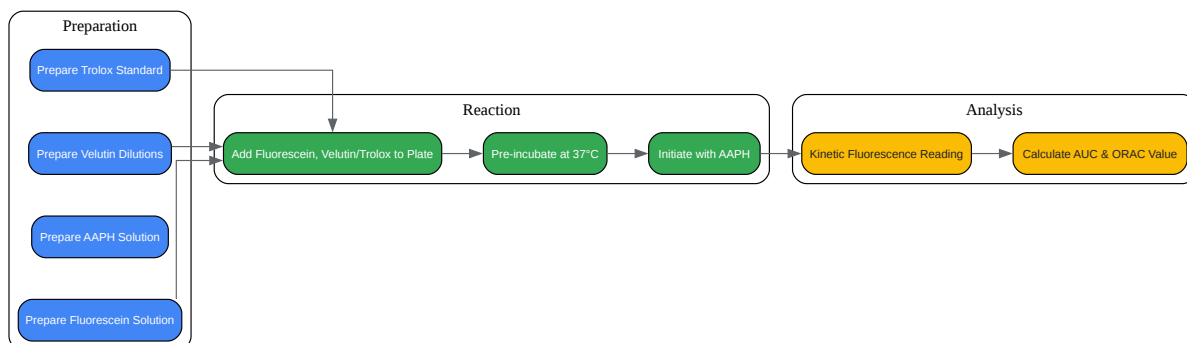 Preparation
Prepare Trolox Standard
Prepare Velutin Dilutions
Prepare AAPH Solution
Prepare Fluorescein Solution
Reaction
Add Fluorescein, Velutin/Trolox to Plate
Pre-incubate at 37°C
Initiate with AAPH
Analysis
Kinetic Fluorescence Reading
Calculate AUC & ORAC Value